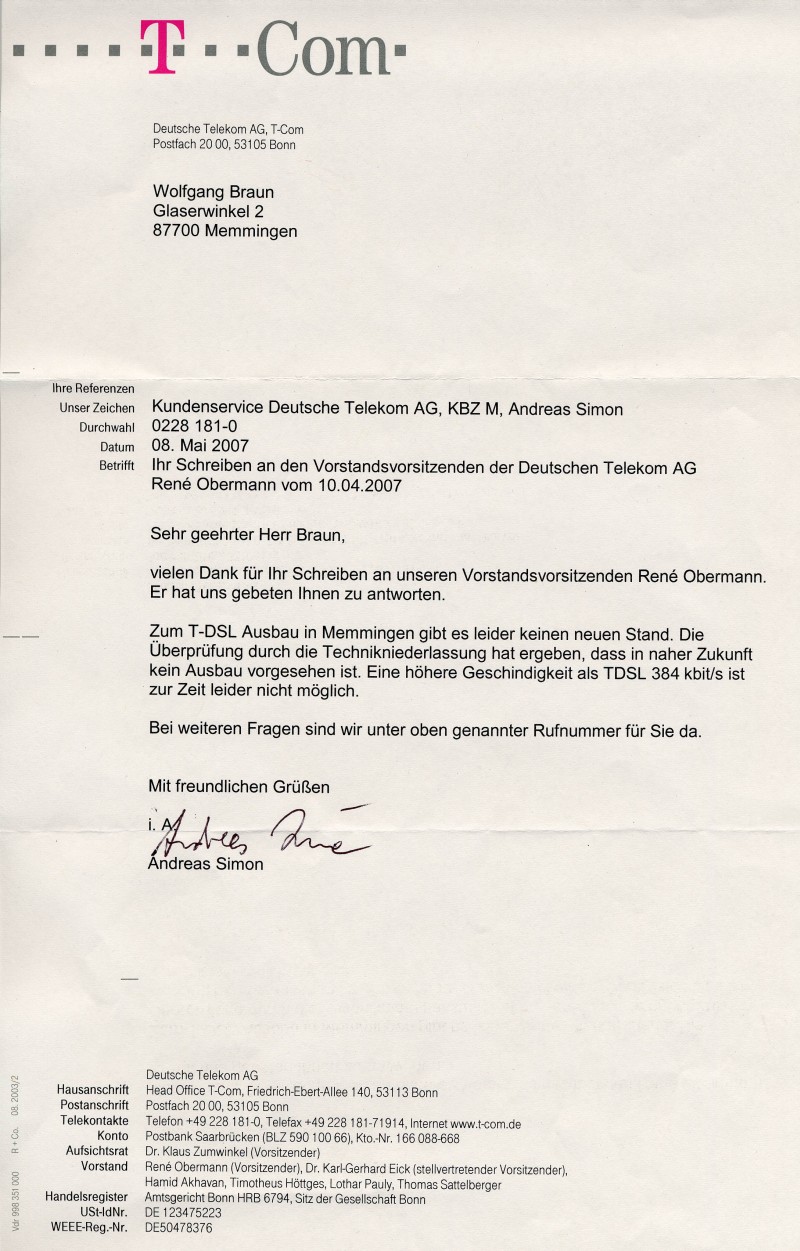 T Com
Deutsche Telekom AG, T-Com
Postfach 20 00, 53105 Bonn
Wolfgang Braun
Glaserwinkel 2
87700 Memmingen
Ihre Referenzen
Unser Zeichen Kundenservice Deutsche Telekom AG, KBZ M, Andreas Simon
Durchwahl 0228 181-0
Datum 08. Mai 2007
Betrifft Ihr Schreiben an den Vorstandsvorsitzenden der Deutschen Telekom AG
René Obermann vom 10.04.2007
Sehr geehrter Herr Braun,
vielen Dank für Ihr Schreiben an unseren Vorstandsvorsitzenden René Obermann.
Er hat uns gebeten Ihnen zu antworten.
Zum T-DSL Ausbau in Memmingen gibt es leider keinen neuen Stand. Die
Überprüfung durch die Technikniederlassung hat ergeben, dass in naher Zukunft
kein Ausbau vorgesehen ist. Eine höhere Geschindigkeit als TDSL 384 kbit/s ist
zur Zeit leider nicht möglich.
Bei weiteren Fragen sind wir unter oben genannter Rufnummer für Sie da.
Mit freundlichen Grüßen
i. A.
Andreas Simon
Andreas Simon
Deutsche Telekom AG
Hausanschrift Head Office T-Com, Friedrich-Ebert-Allee 140, 53113 Bonn
Postanschrift Postfach 20 00, 53105 Bonn
Telekontakte Telefon +49 228 181-0, Telefax +49 228 181-71914, Internet www.t-com.de
Konto Postbank Saarbrücken (BLZ 590 100 66), Kto.-Nr. 166 088-668
Aufsichtsrat Dr. Klaus Zumwinkel (Vorsitzender)
Vorstand René Obermann (Vorsitzender), Dr. Karl-Gerhard Eick (stellvertretender Vorsitzender),
Hamid Akhavan, Timotheus Höttges, Lothar Pauly, Thomas Sattelberger
Handelsregister Amtsgericht Bonn HRB 6794, Sitz der Gesellschaft Bonn
USt-IdNr. DE 123475223
WEEE-Reg.-Nr. DE50478376
Vdr 998 351 000 R + Co. 08. 2003/2